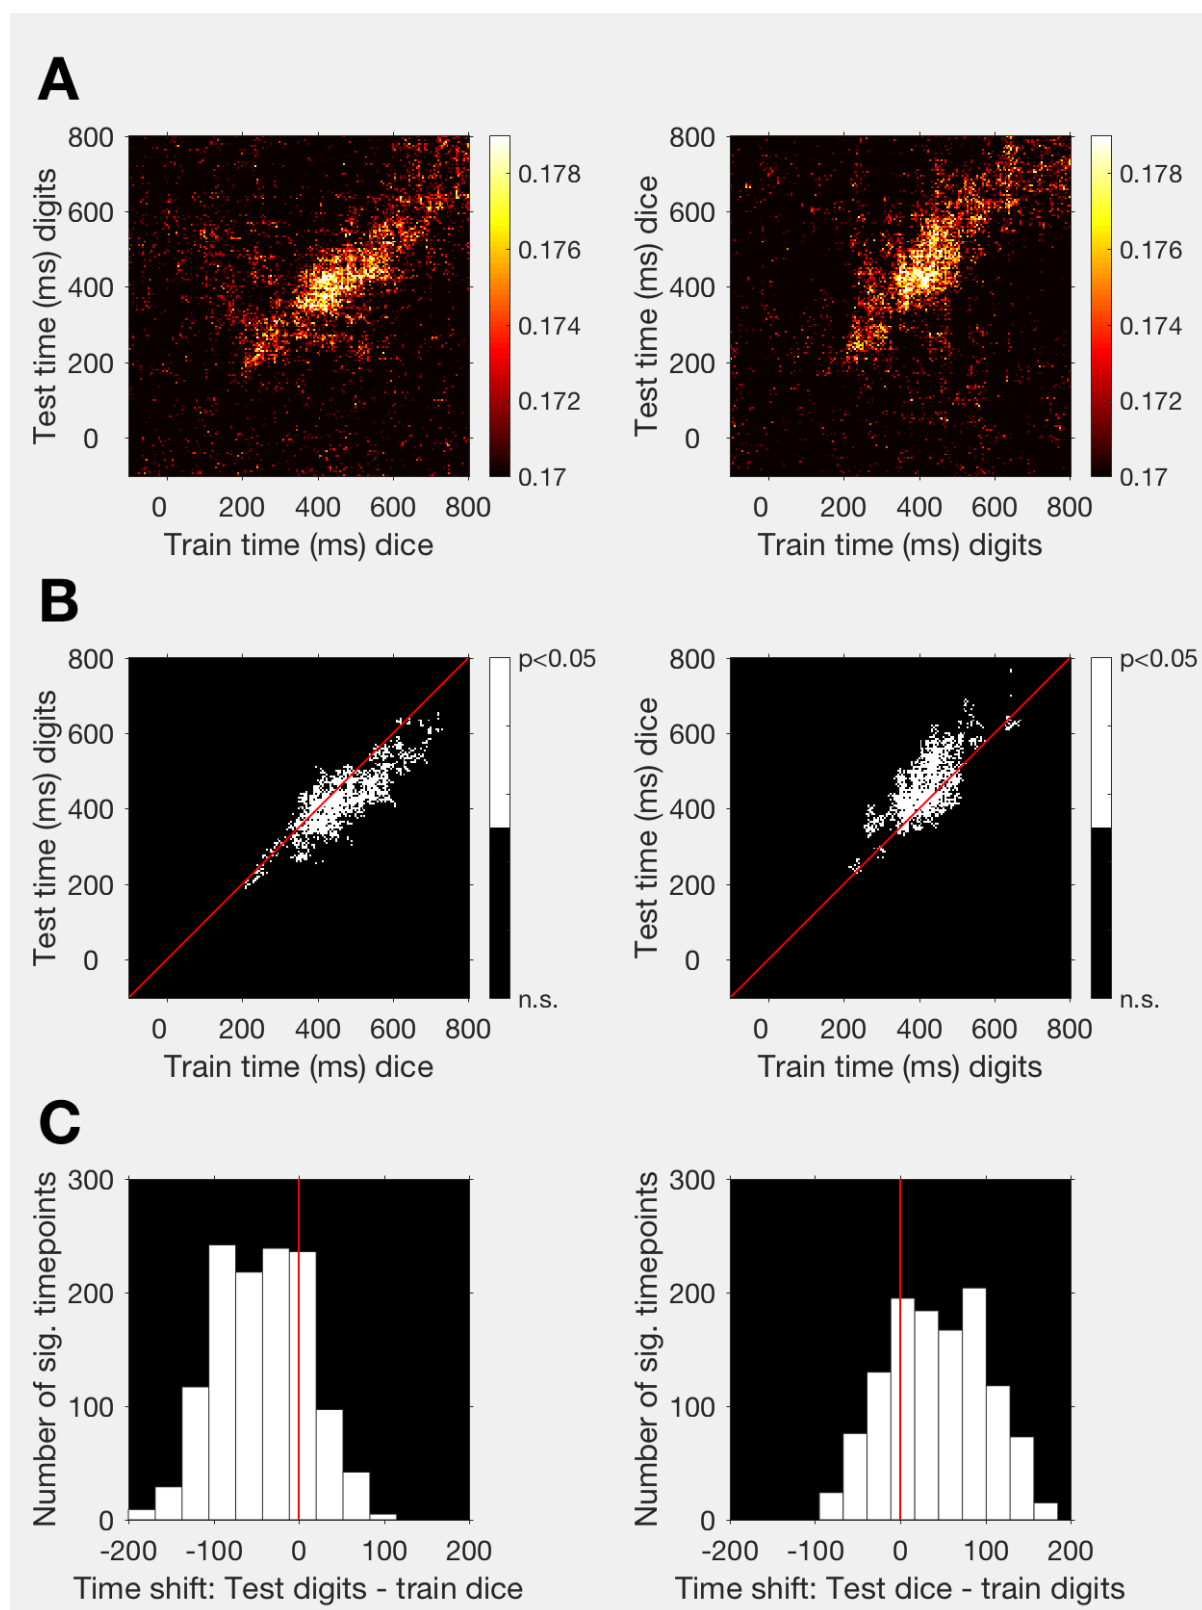 A
800
600
400
200
0
Test time (ms) digits
0 200 400 600 800
Train time (ms) dice
0.178
0.176
0.174
0.172
0.17
800
600
400
200
0
Test time (ms) dice
0 200 400 600 800
Train time (ms) digits
0.178
0.176
0.174
0.172
0.17
B
800
600
400
200
0
Test time (ms) digits
0 200 400 600 800
Train time (ms) dice
p<0.05
n.s.
800
600
400
200
0
Test time (ms) dice
0 200 400 600 800
Train time (ms) digits
p<0.05
n.s.
C
300
200
100
0
Number of sig. timepoints
-200 -100 0 100 200
Time shift: Test digits - train dice
300
200
100
0
Number of sig. timepoints
-200 -100 0 100 200
Time shift: Test dice - train digits